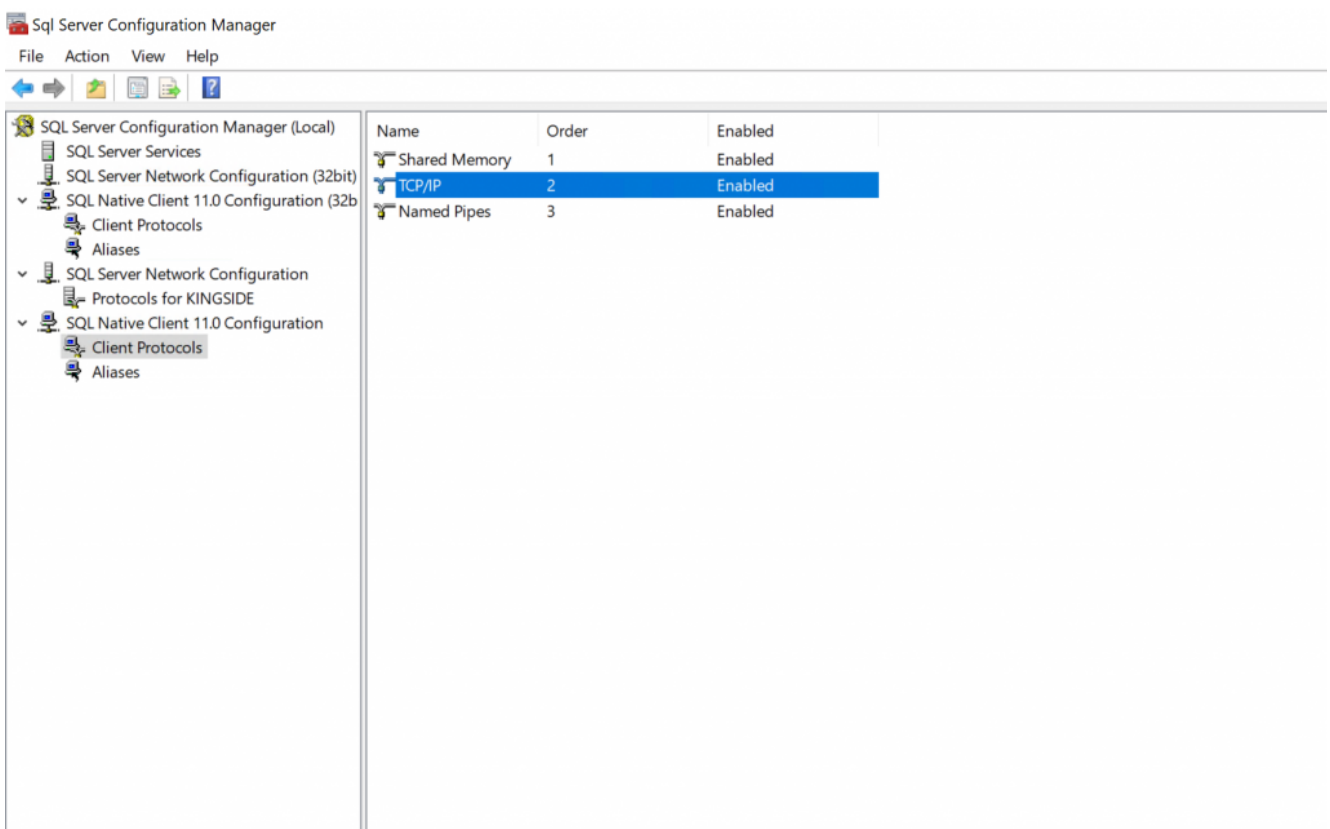 Sql Server Configuration Manager
File Action View Help
SQL Server Configuration Manager (Local)
SQL Server Services
SQL Server Network Configuration (32bit)
SQL Native Client 11.0 Configuration (32b
Client Protocols
Aliases
SQL Server Network Configuration
Protocols for KINGSIDE
SQL Native Client 11.0 Configuration
Client Protocols
Aliases
Name Order Enabled
Shared Memory 1 Enabled
TCP/IP 2 Enabled
Named Pipes 3 Enabled